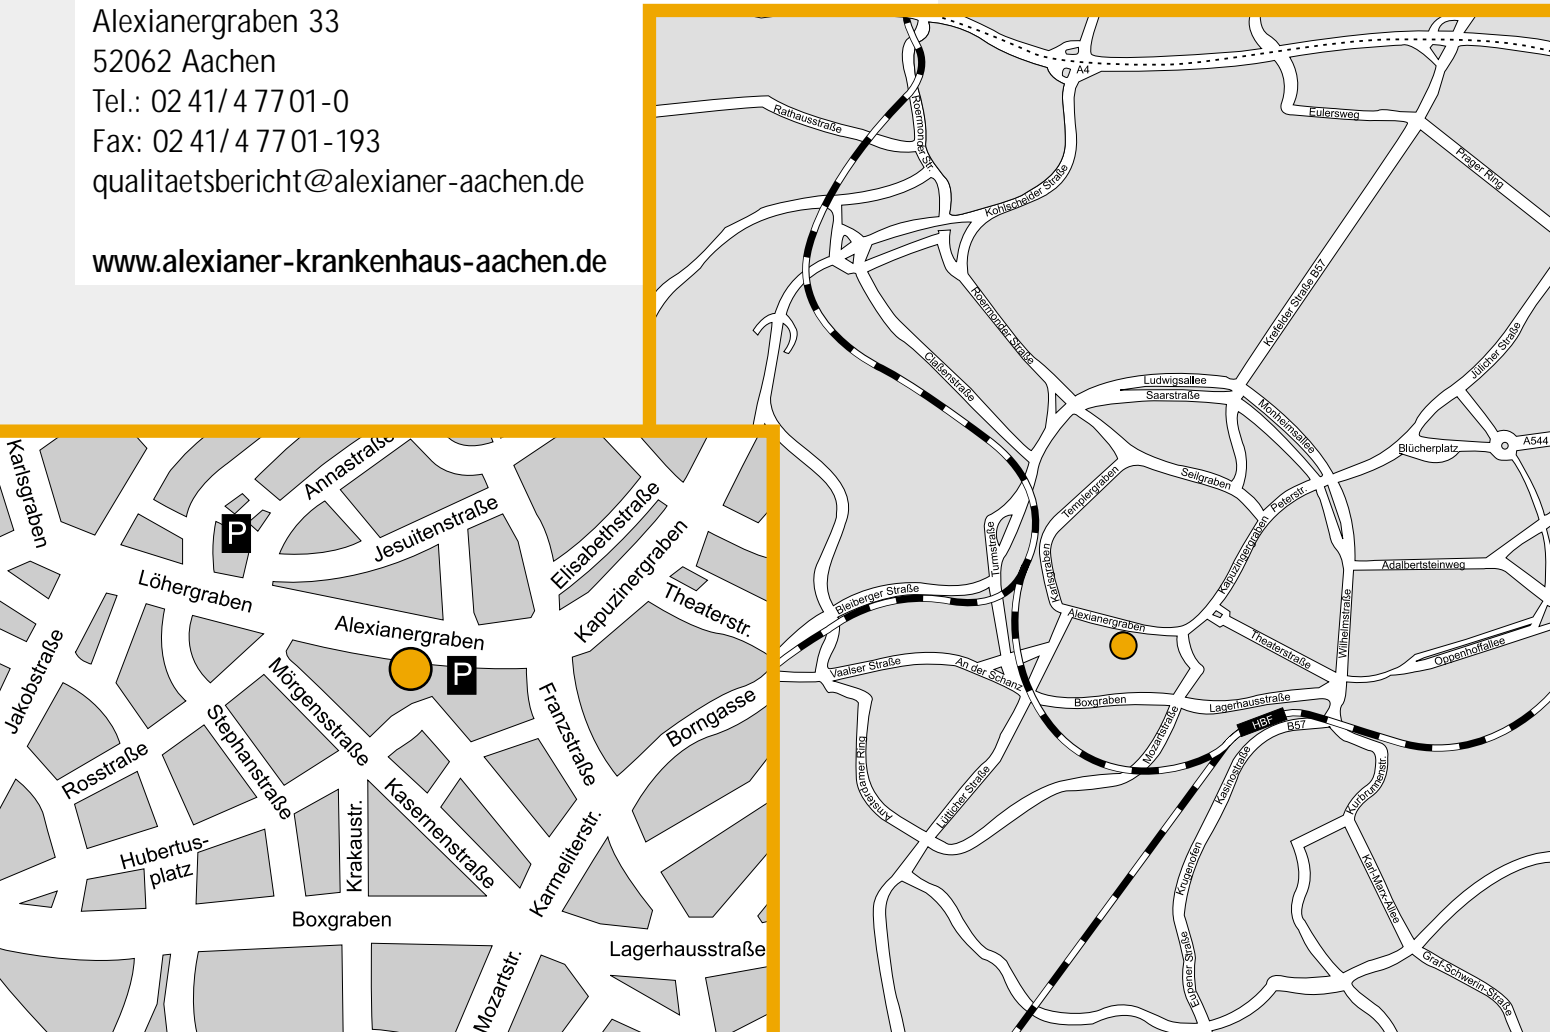 Alexianergraben 33
52062 Aachen
Tel.: 02 41/ 4 77 01-0
Fax: 02 41/ 4 77 01-193
qualitaetsbericht@alexianer-aachen.de
www.alexianer-krankenhaus-aachen.de
A4
Rathausstraße
Roermonder Str.
Eulersweg
Prager Ring
Kohlscheider Straße
Krefelder Straße B57
Roermonder Straße
Claßenstraße
Jülicher Straße
Ludwigsallee
Saarstraße
Monheimsallee
Blücherplatz
A544
Seilgraben
Templergraben
Peterstr.
Turmstraße
Karlsgraben
Kapuzinergraben
Adalbertsteinweg
Bleiberger Straße
Alexianergraben
Wilhelmstraße
Theaterstraße
Oppenhoffallee
Vaalser Straße
An der Schanz
Boxgraben
Lagerhausstraße
Mozartstraße
HBF
B57
Amsterdamer Ring
Lütticher Straße
Kasinostraße
Kurbrunnenstr.
Krugenofen
Karl-Marx-Allee
Eupener Straße
Graf-Schwerin-Straße
Karlsgraben
Annastraße
P
Jesuitenstraße
Elisabethstraße
Kapuzinergraben
Löhergraben
Theaterstr.
Alexianergraben
P
Jakobstraße
Mörgensstraße
Franzstraße
Borngasse
Stephanstraße
Rosstraße
Kasernenstraße
Krakaustr.
Karmeliterstr.
Hubertus-
platz
Boxgraben
Lagerhausstraße
Mozartstr.